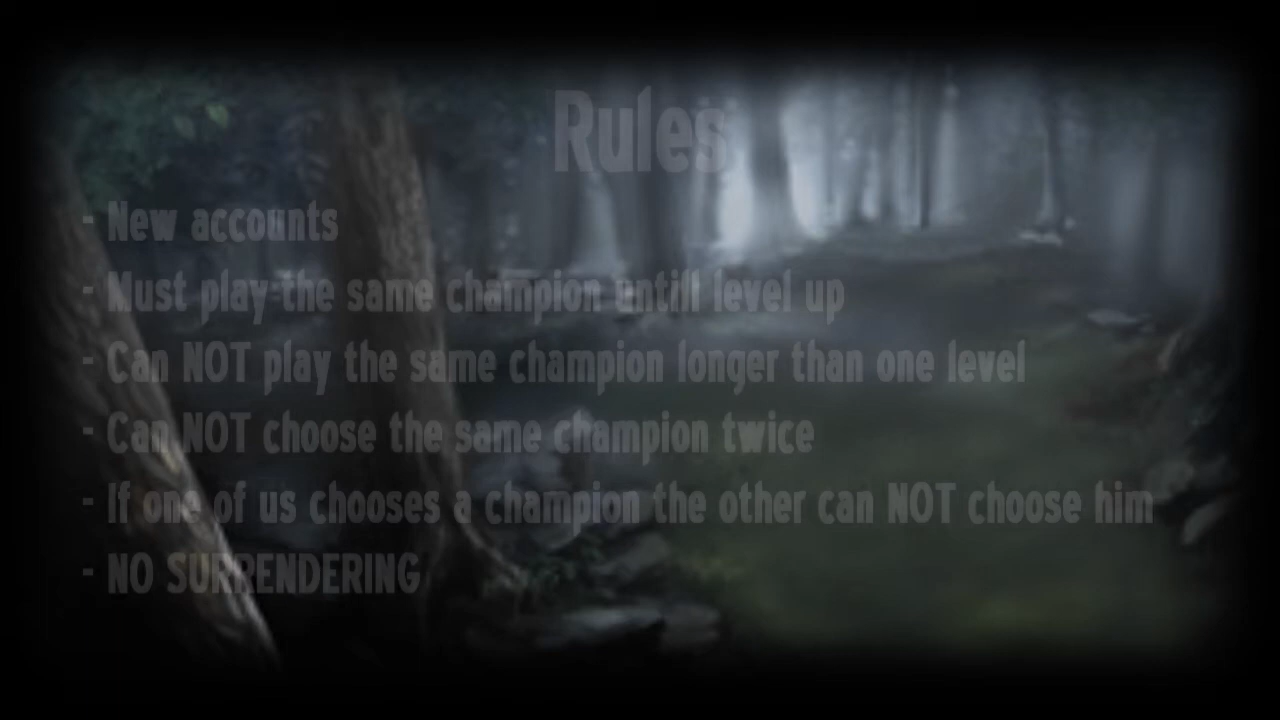 Rules
- New accounts
- Must play the same champion untill level up
- Can NOT play the same champion longer than one level
- Can NOT choose the same champion twice
- If one of us chooses a champion the other can NOT choose him
- NO SURRENDERING